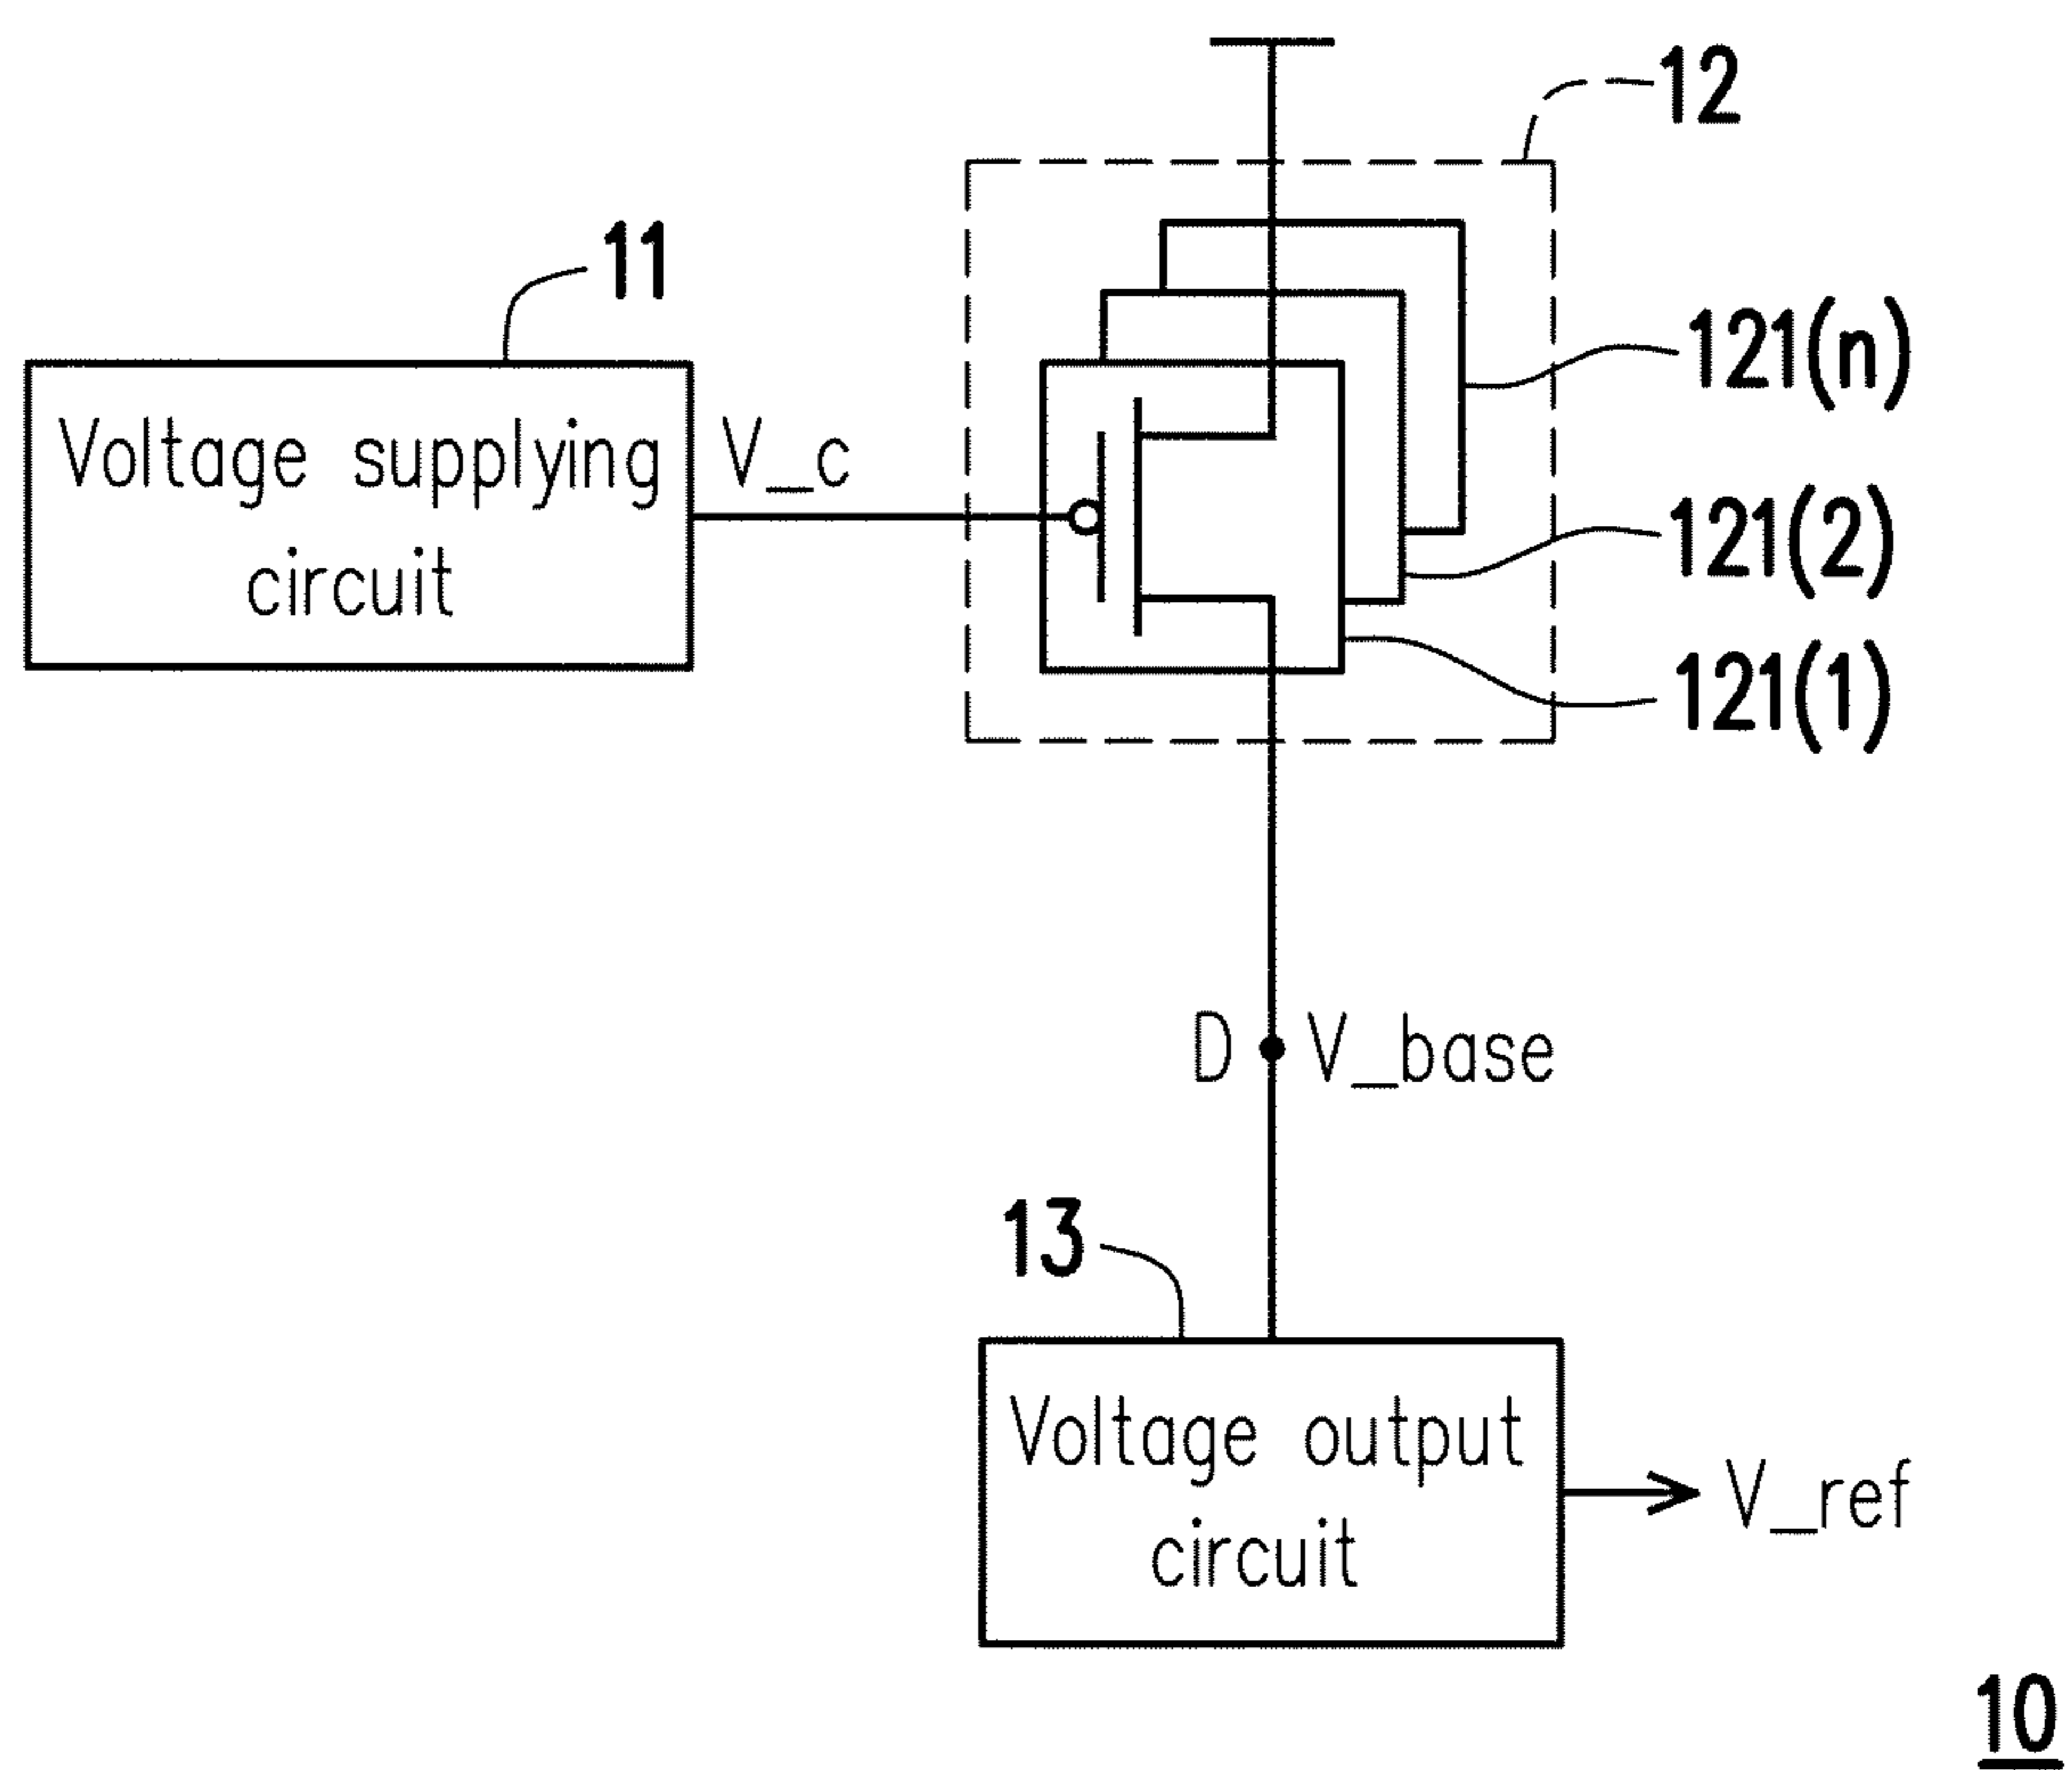 12
11
121(n)
Voltage supplying
circuit
V_c
121(2)
121(1)
D
V_base
13
Voltage output
circuit
V_ref
10